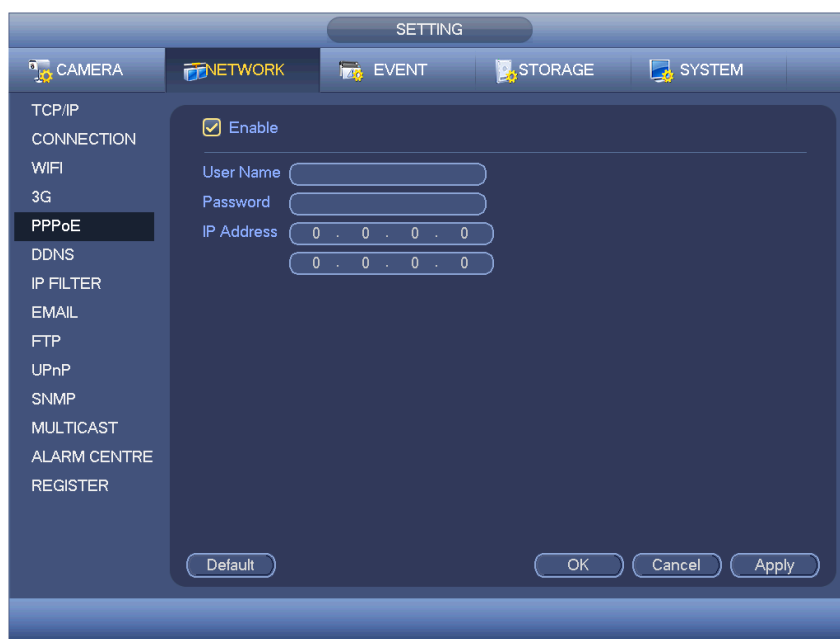 SETTING
CAMERA NETWORK EVENT STORAGE SYSTEM
TCP/IP
CONNECTION
WIFI
3G
PPPoE
DDNS
IP FILTER
EMAIL
FTP
UPnP
SNMP
MULTICAST
ALARM CENTRE
REGISTER
Enable
User Name
Password
IP Address 0 . 0 . 0 . 0
0 . 0 . 0 . 0
Default OK Cancel Apply